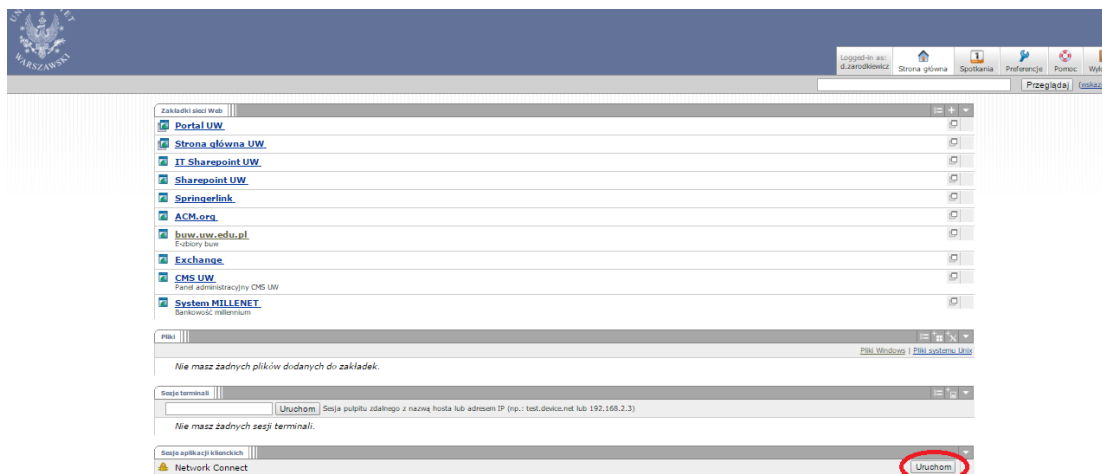 UNIWERSYTET WARSZAWSKI
Logged-in as:
d.zarodkiewicz
Strona główna
Spotkania
Preferencje
Pomoc
Przeglądaj
Zakładki sieci Web
Portal UW
Strona główna UW
IT Sharepoint UW
Sharepoint UW
Springerlink
ACM.org
buw.uw.edu.pl
E-zbiory buw
Exchange
CMS UW
Panel administracyjny CMS UW
System MILLENET
Bankowość millennium
Pliki
Pliki Windows | Pliki systemu Unix
Nie masz żadnych plików dodanych do zakładek.
Sesje terminali
Uruchom Sesja pulpitu zdalnego z nazwą hosta lub adresem IP (np.: test.device.net lub 192.168.2.3)
Nie masz żadnych sesji terminali.
Sesje aplikacji klienckich
Network Connect Uruchom